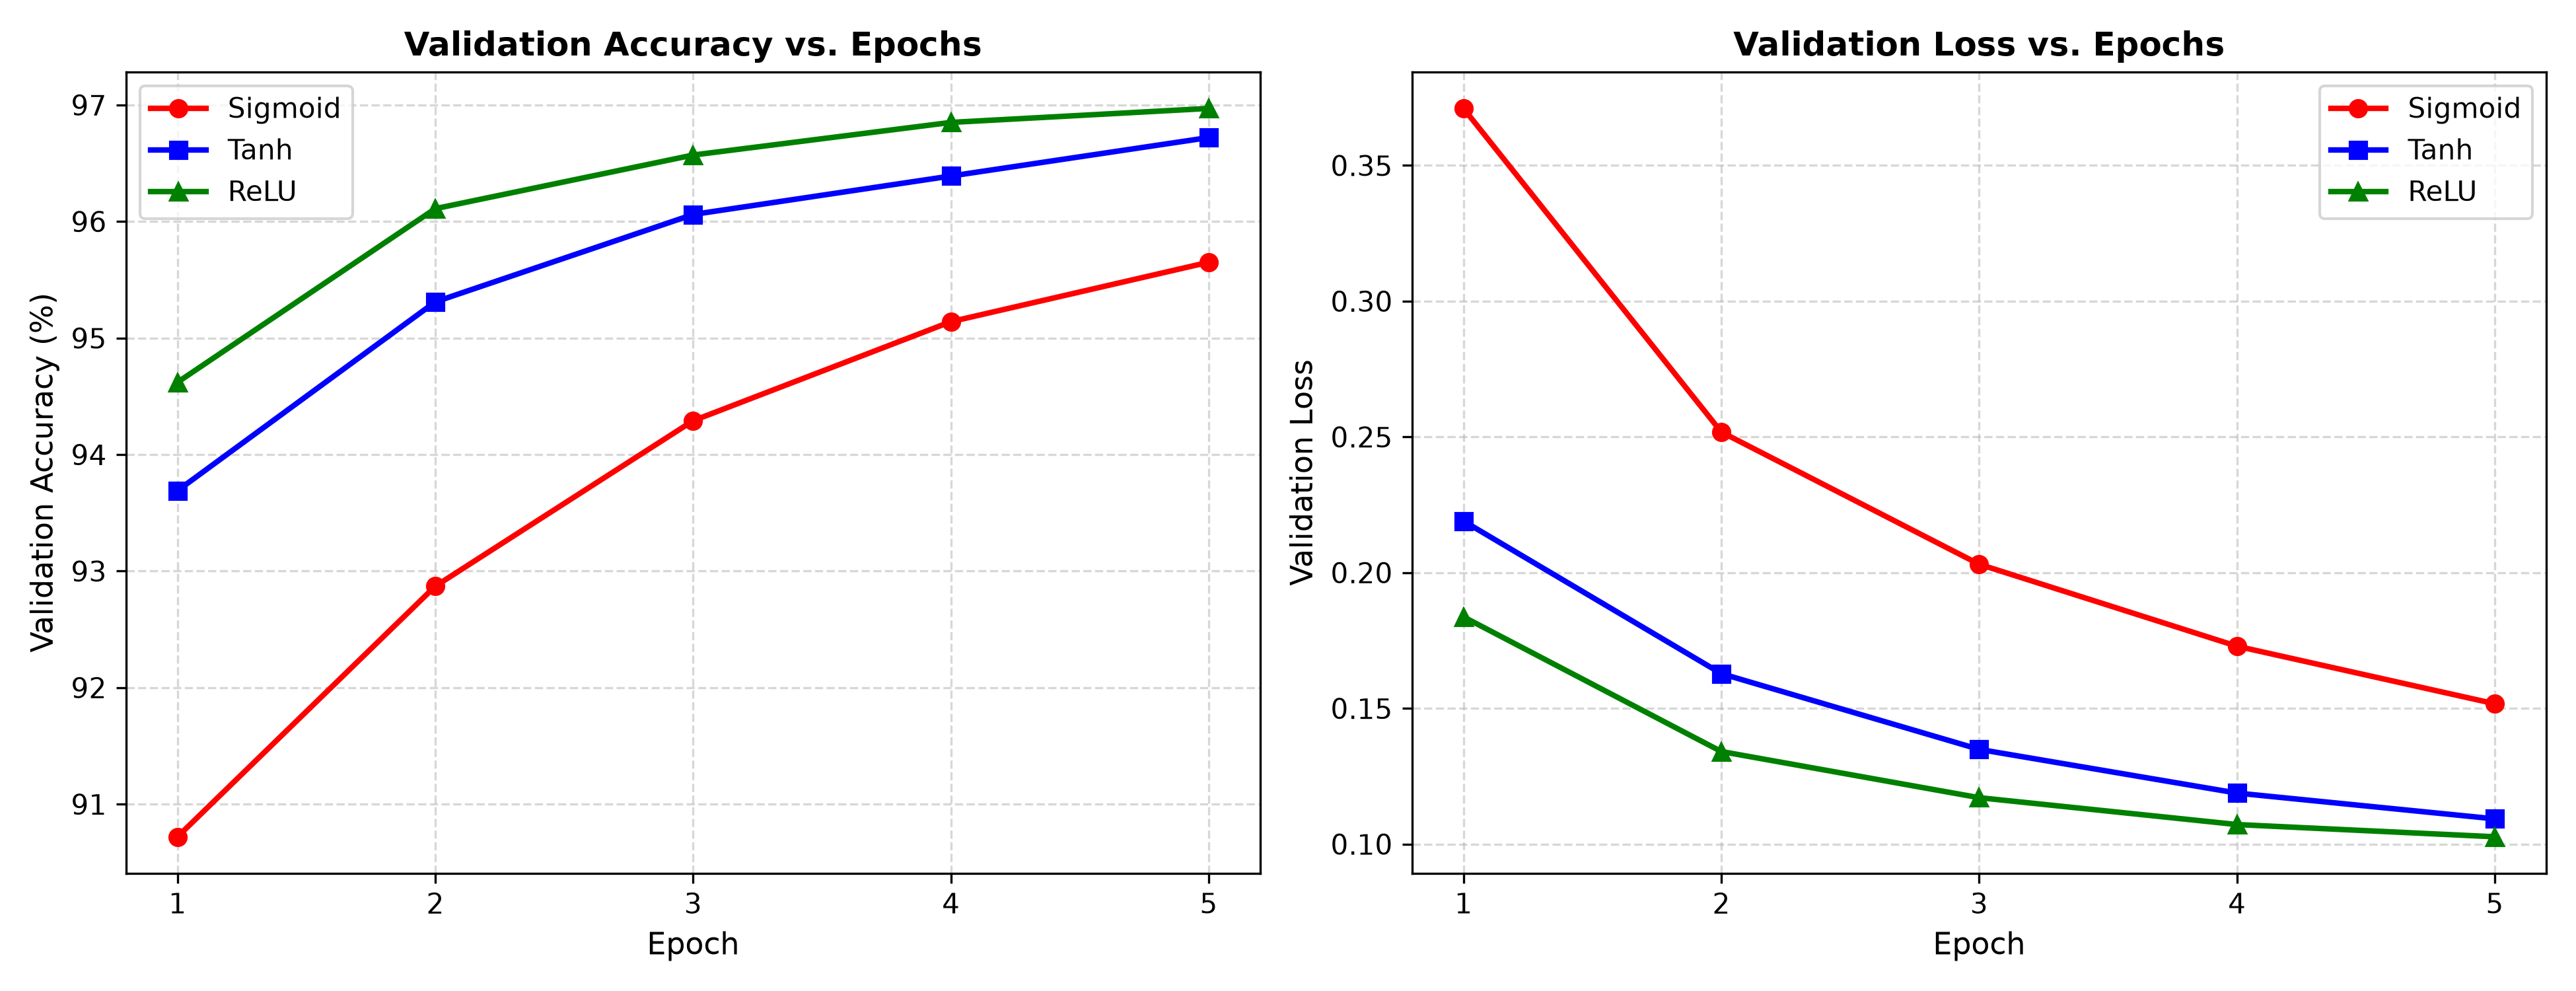 Validation Accuracy vs. Epochs
Sigmoid
Tanh
ReLU
97
96
95
94
93
92
91
Validation Accuracy (%)
1 2 3 4 5
Epoch
Validation Loss vs. Epochs
Sigmoid
Tanh
ReLU
0.35
0.30
0.25
0.20
0.15
0.10
Validation Loss
1 2 3 4 5
Epoch